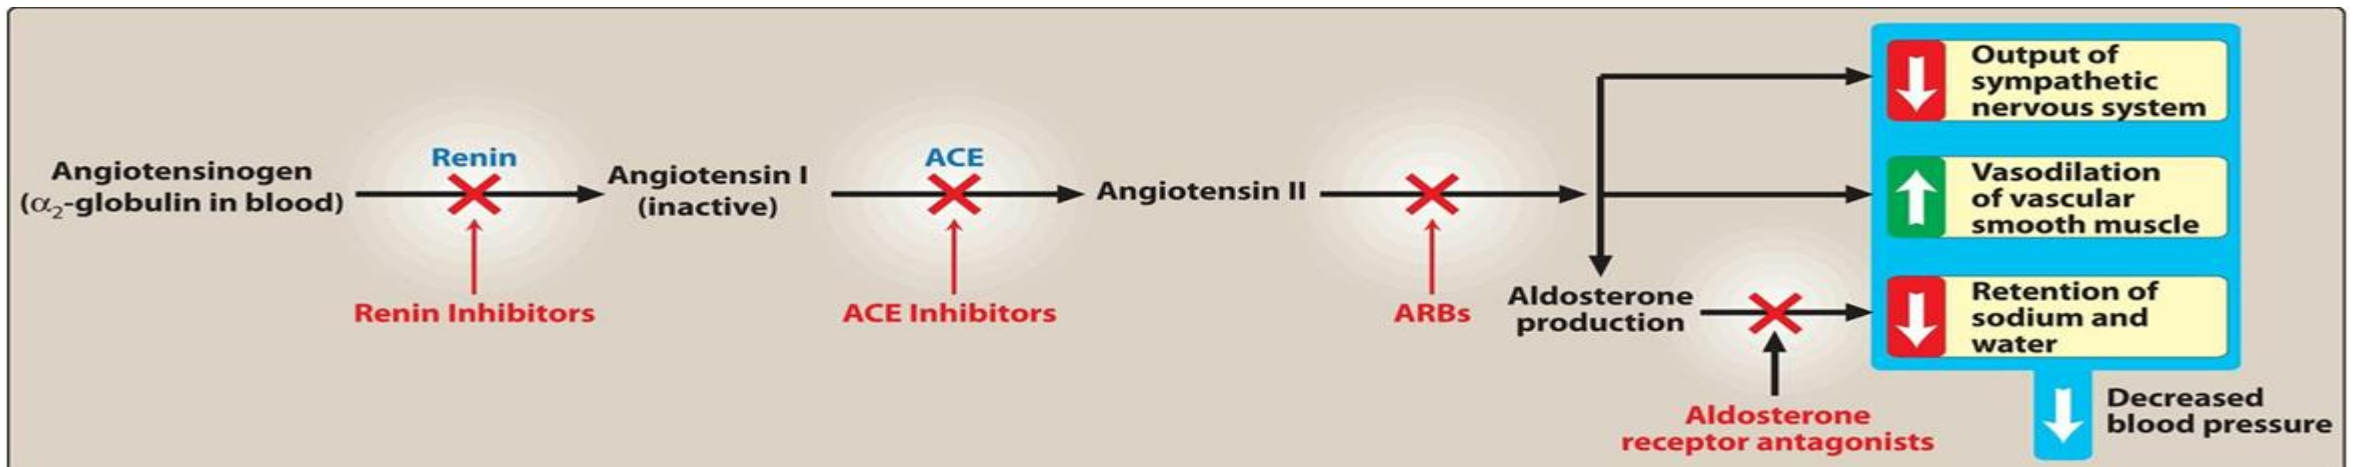 Angiotensinogen
(α₂-globulin in blood)
Renin
Renin Inhibitors
Angiotensin I
(inactive)
ACE
ACE Inhibitors
Angiotensin II
ARBs
Aldosterone
production
Aldosterone
receptor antagonists
Output of
sympathetic
nervous system
Vasodilation
of vascular
smooth muscle
Retention of
sodium and
water
Decreased
blood pressure